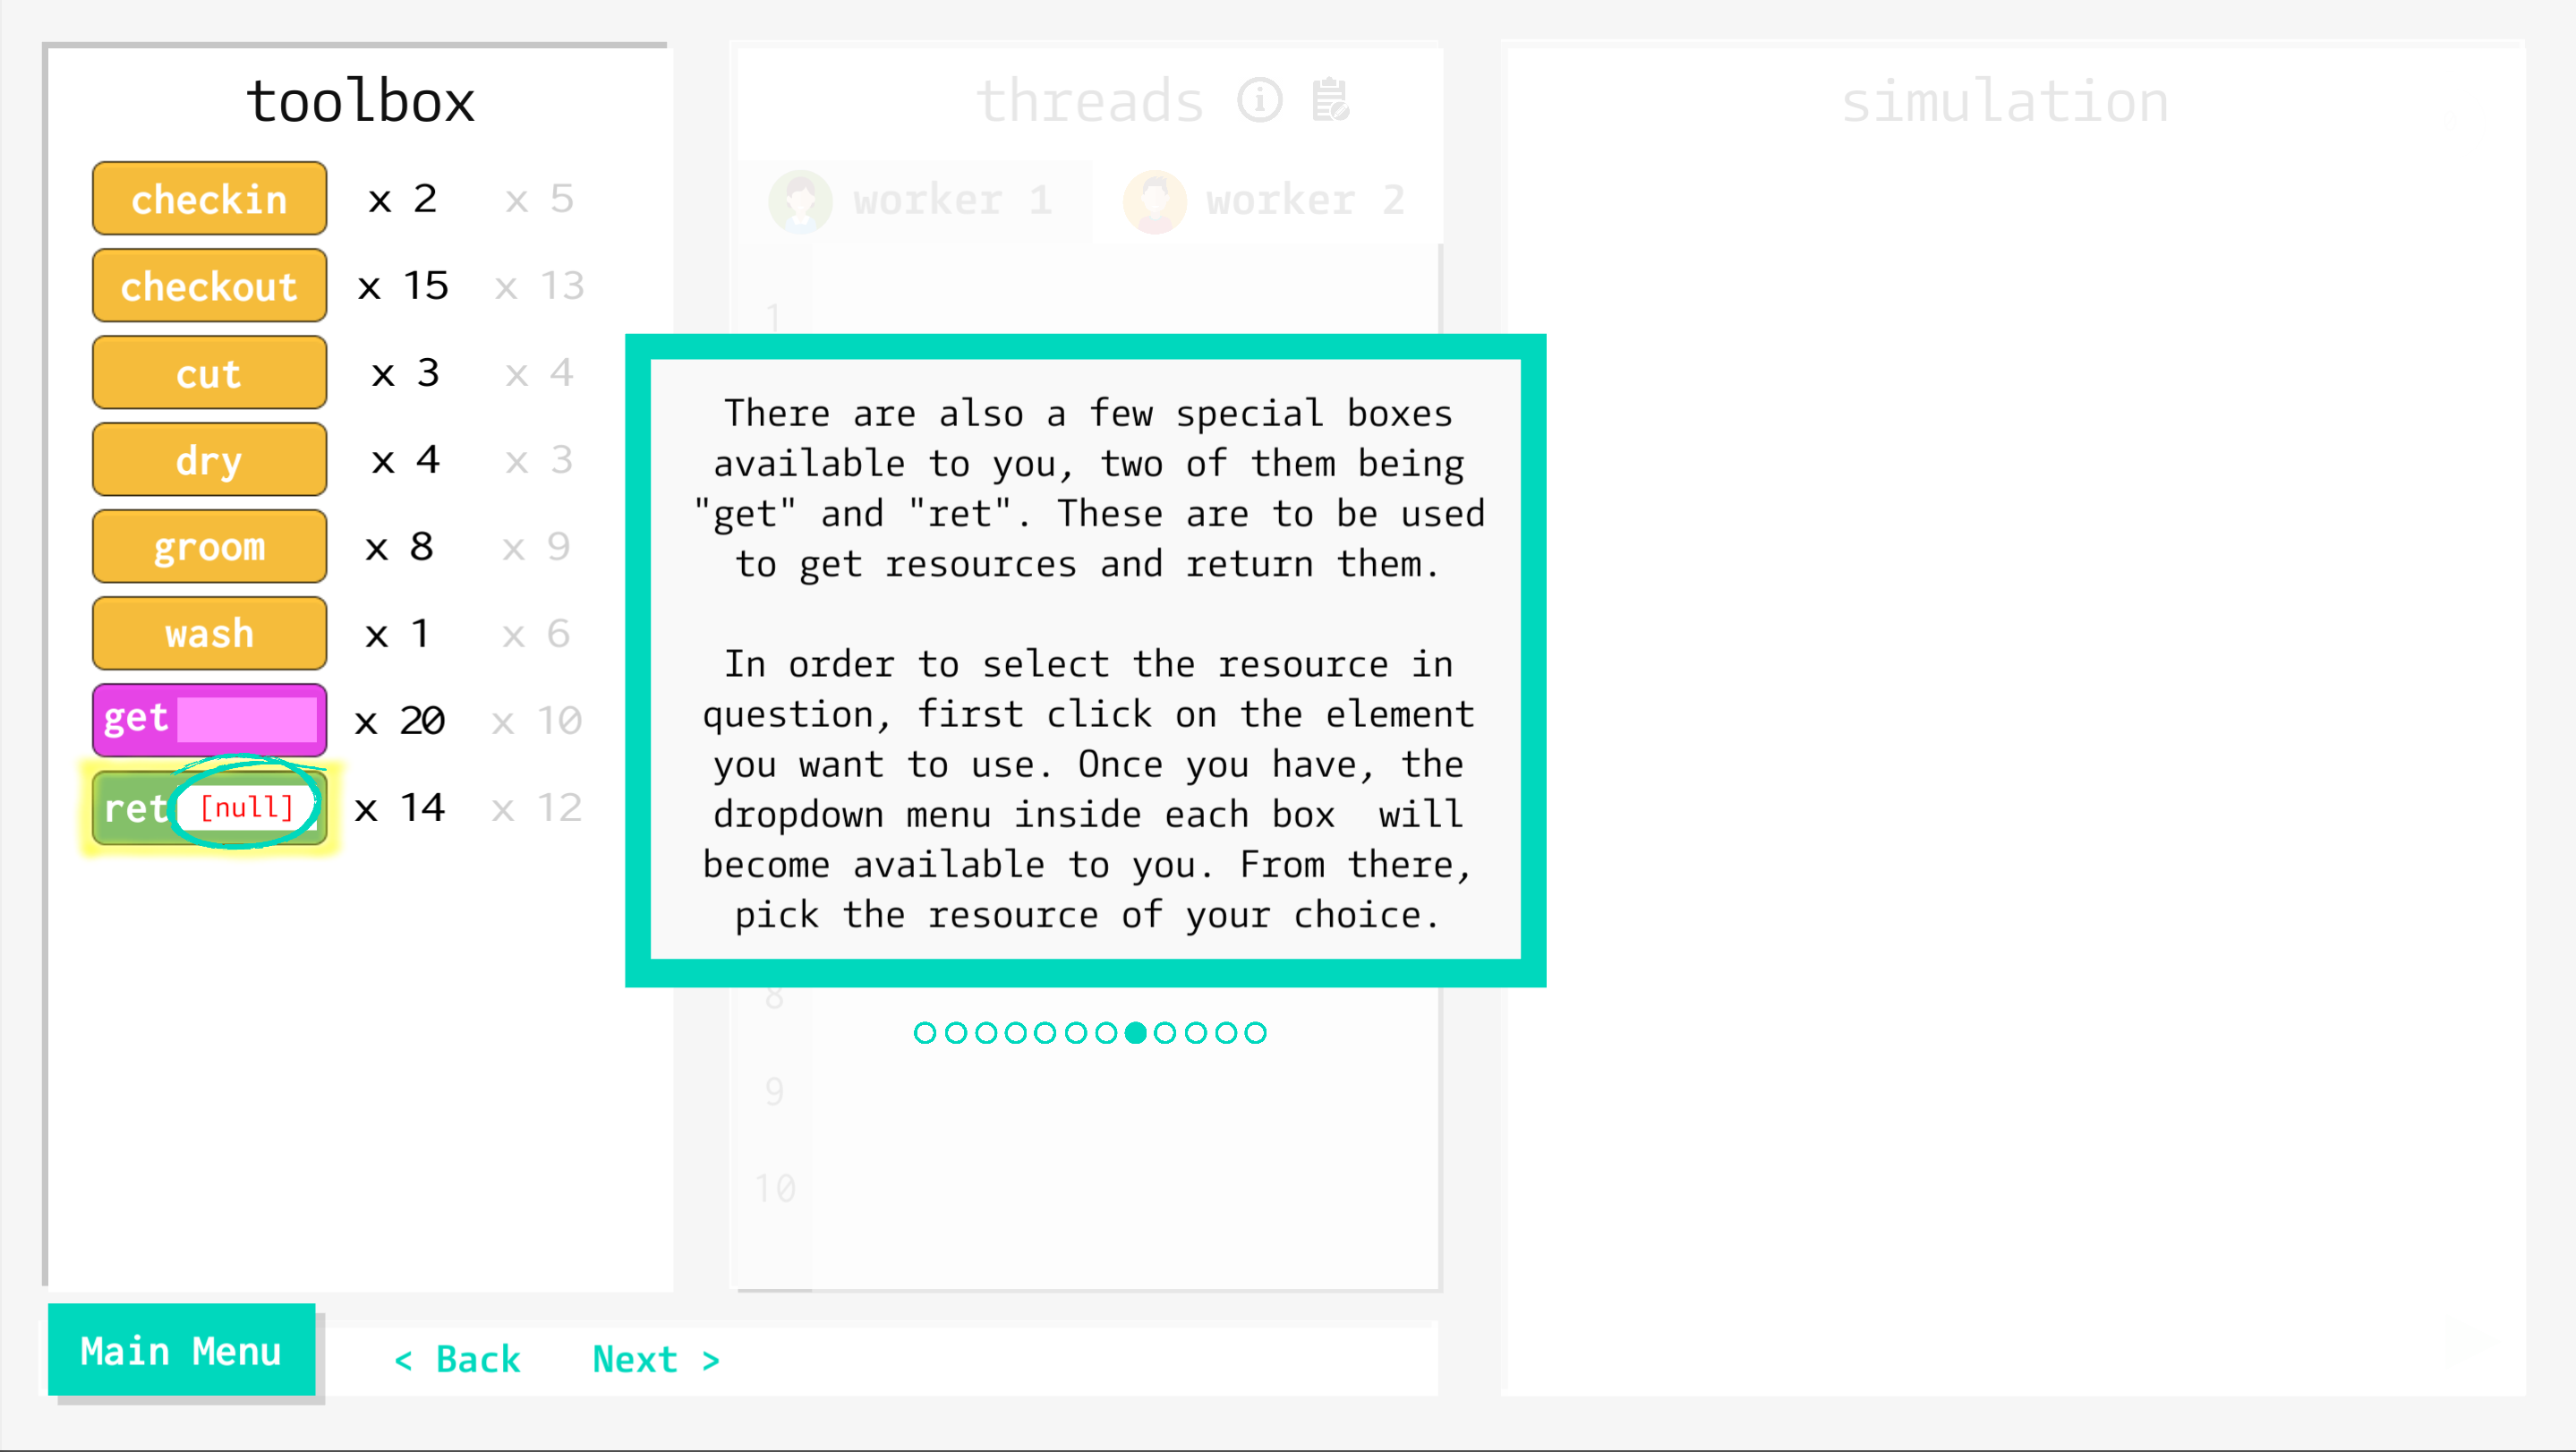 toolbox
checkin x 2 x 5
checkout x 15 x 13
cut x 3 x 4
dry x 4 x 3
groom x 8 x 9
wash x 1 x 6
get x 20 x 10
ret [null] x 14 x 12
threads
worker 1 worker 2
1
There are also a few special boxes
available to you, two of them being
"get" and "ret". These are to be used
to get resources and return them.
In order to select the resource in
question, first click on the element
you want to use. Once you have, the
dropdown menu inside each box will
become available to you. From there,
pick the resource of your choice.
8
9
10
simulation
Main Menu
< Back Next >